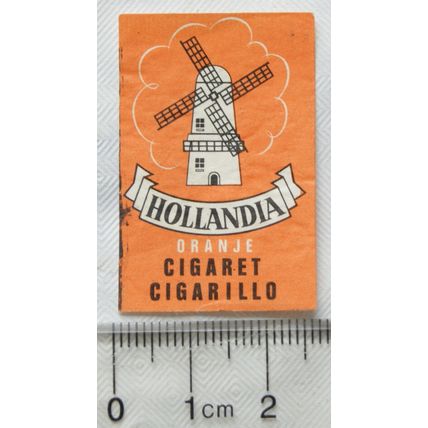 HOLLANDIA
ORANJE
CIGARET
CIGARILLO
0 1cm 2